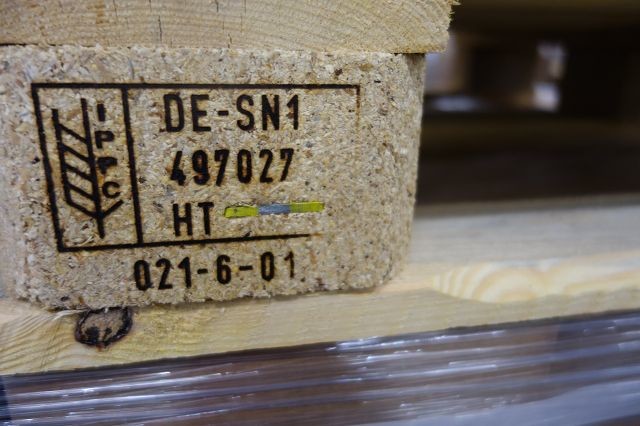 IPPC
DE-SN1
497027
HT
021-6-01